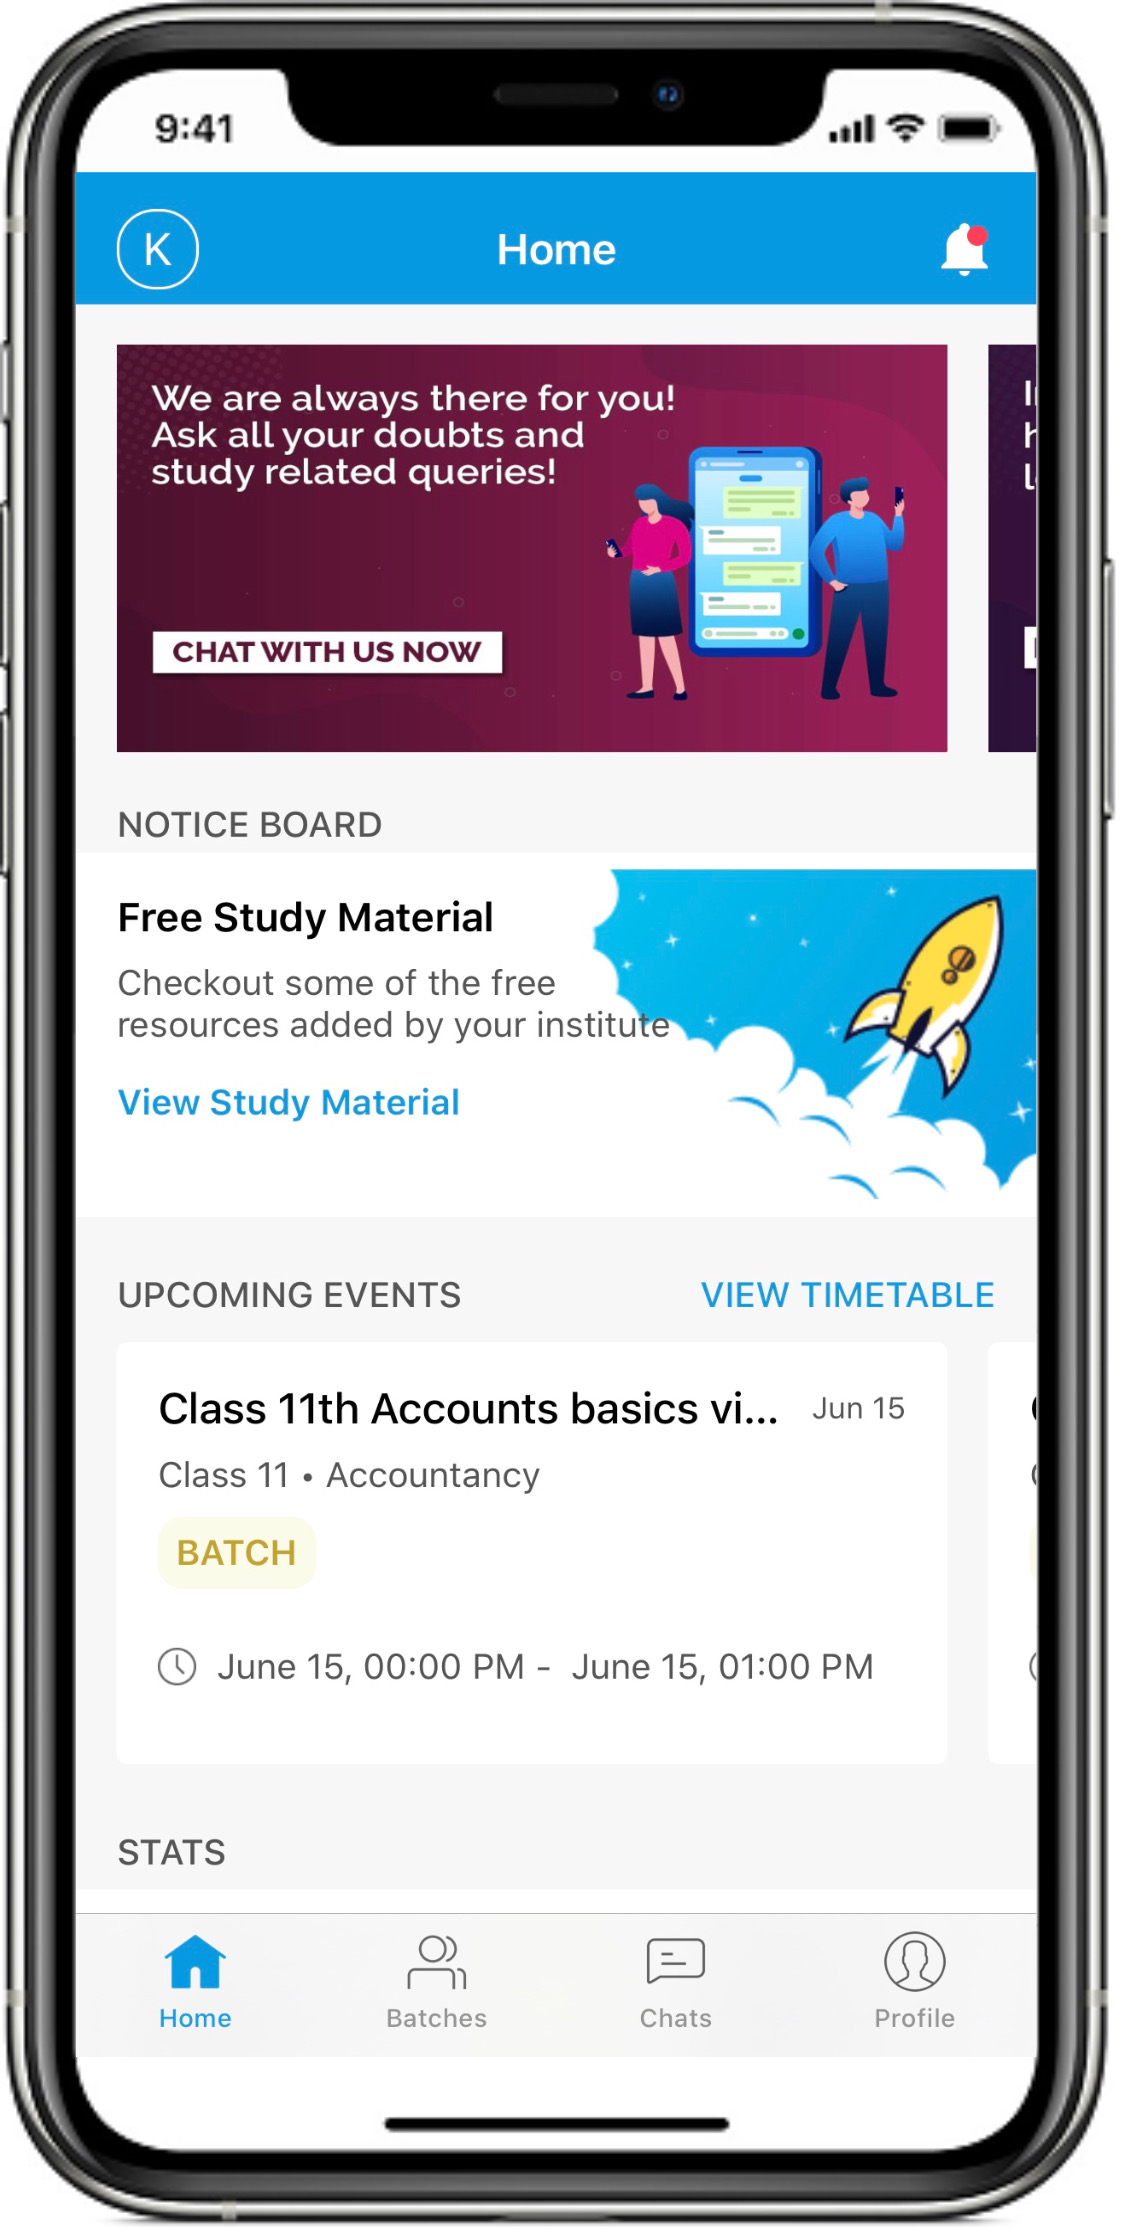 9:41
K
Home
We are always there for you!
Ask all your doubts and
study related queries!
CHAT WITH US NOW
NOTICE BOARD
Free Study Material
Checkout some of the free
resources added by your institute
View Study Material
UPCOMING EVENTS
VIEW TIMETABLE
Class 11th Accounts basics vi...
Jun 15
Class 11 • Accountancy
BATCH
June 15, 00:00 PM - June 15, 01:00 PM
STATS
Home
Batches
Chats
Profile